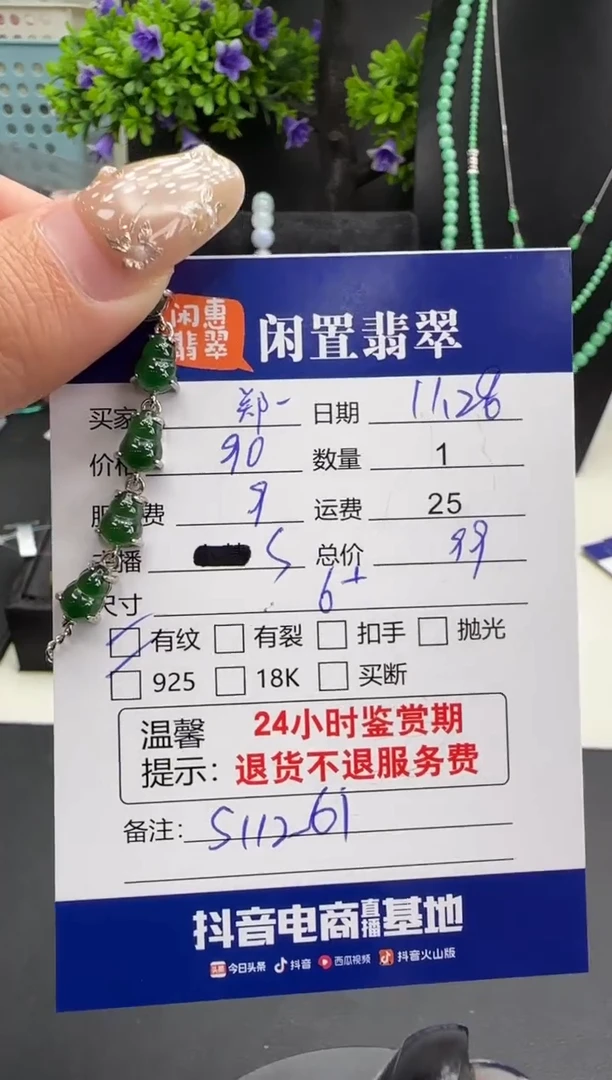 闲惠
翡翠
闲置翡翠
买家 郑一 日期 11.28
价格 90 数量 1
服 费 9 运费 25
主播 S 总价 99
尺寸 6+
有纹 有裂 扣手 抛光
925 18K 买断
温馨 24小时鉴赏期
提示: 退货不退服务费
备注: S11261
抖音电商直播基地
头条 今日头条 抖音 西瓜视频 抖音火山版